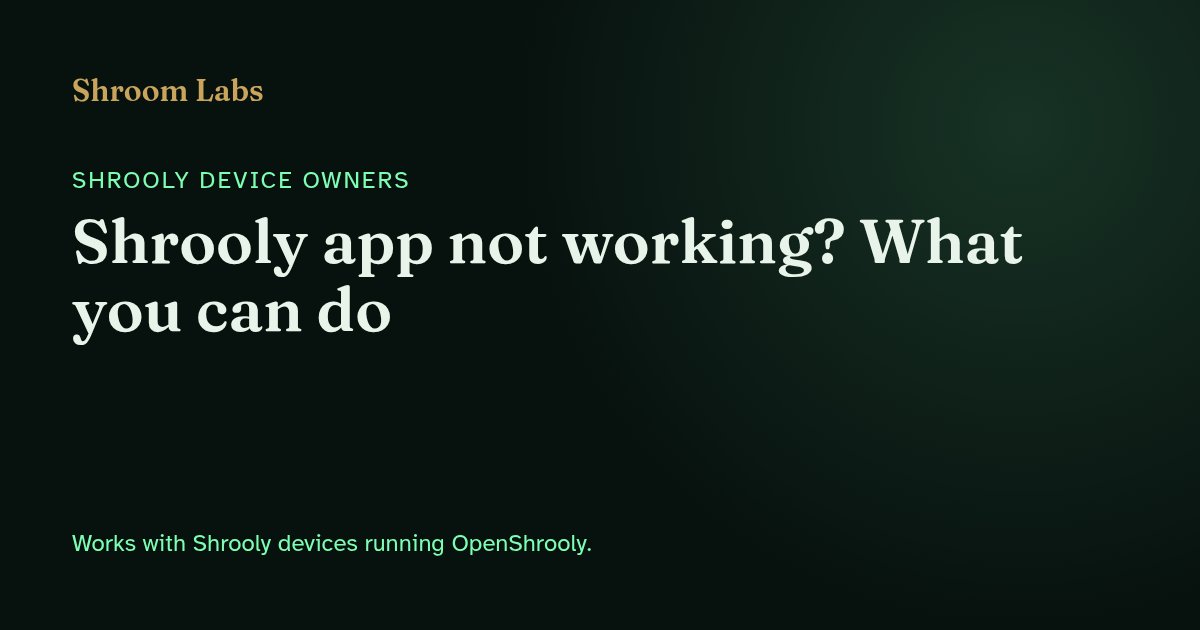 Shroom Labs
SHROOLY DEVICE OWNERS
Shrooly app not working? What
you can do
Works with Shrooly devices running OpenShrooly.